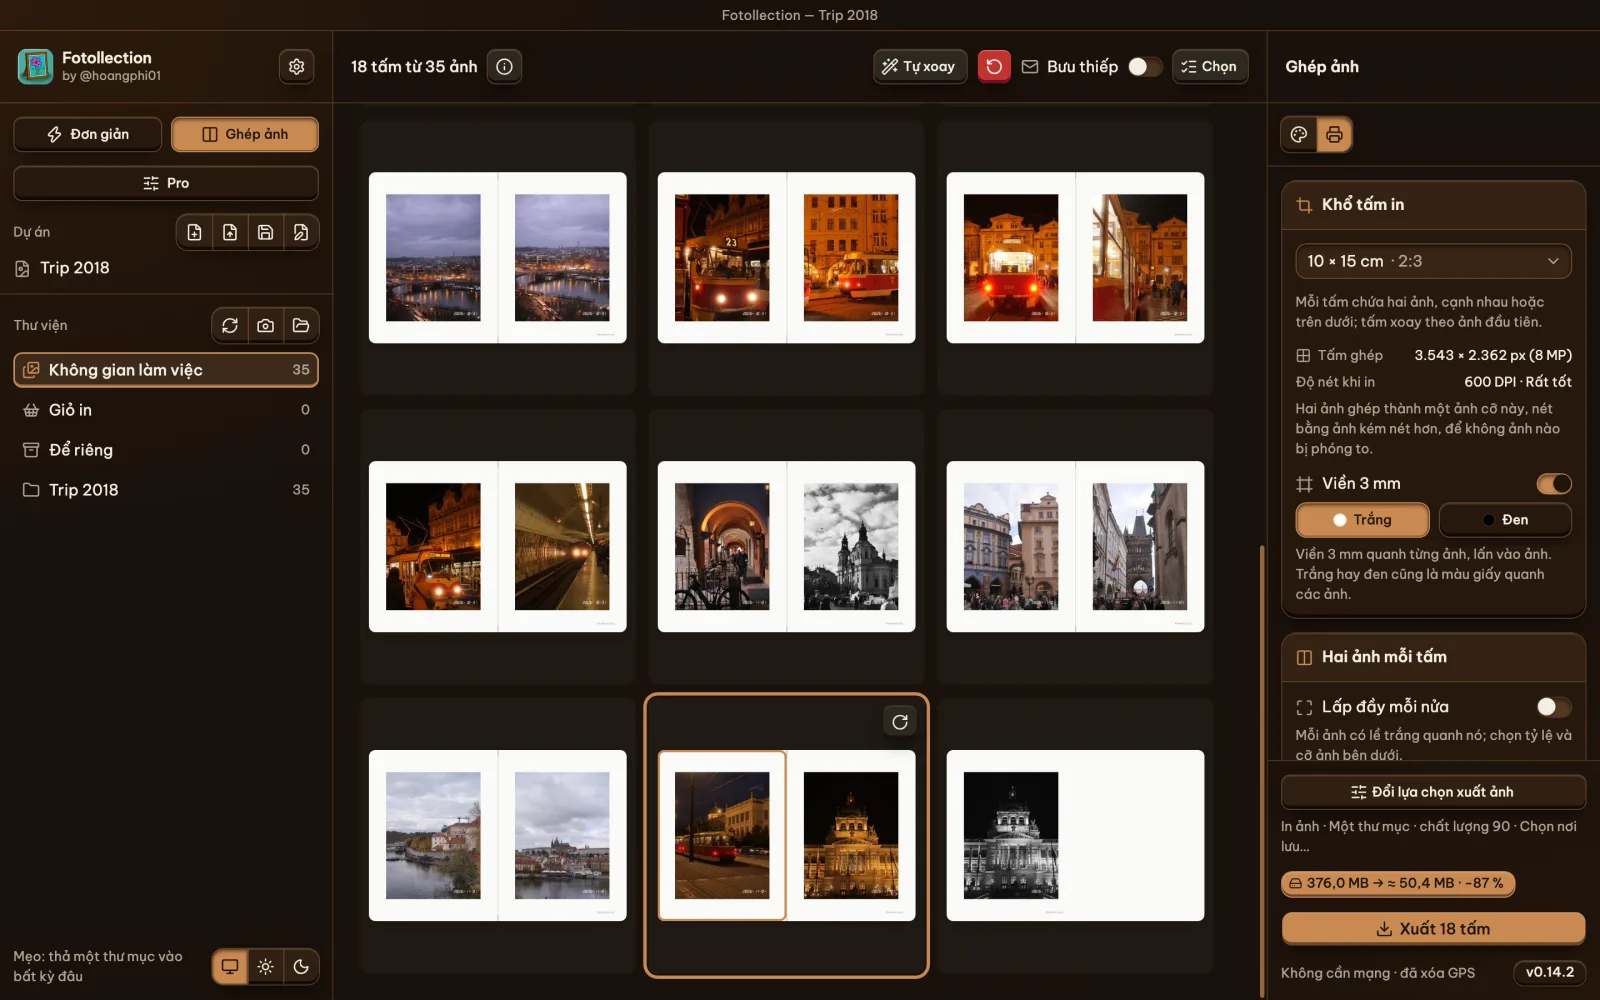 Fotollection — Trip 2018
Fotollection
by @hoangphi01
18 tấm từ 35 ảnh
Tự xoay
Bưu thiếp
Chọn
Ghép ảnh
Đơn giản
Ghép ảnh
Pro
Dự án
Trip 2018
Thư viện
Không gian làm việc 35
Giỏ in 0
Để riêng 0
Trip 2018 35
Mẹo: thả một thư mục vào
bất kỳ đâu
23
Khổ tấm in
10 × 15 cm · 2:3
Mỗi tấm chứa hai ảnh, cạnh nhau hoặc
trên dưới; tấm xoay theo ảnh đầu tiên.
Tấm ghép 3.543 × 2.362 px (8 MP)
Độ nét khi in 600 DPI · Rất tốt
Hai ảnh ghép thành một ảnh cỡ này, nét
bằng ảnh kém nét hơn, để không ảnh nào
bị phóng to.
Viền 3 mm
Trắng
Đen
Viền 3 mm quanh từng ảnh, lấn vào ảnh.
Trắng hay đen cũng là màu giấy quanh
các ảnh.
Hai ảnh mỗi tấm
Lấp đầy mỗi nửa
Mỗi ảnh có lề trắng quanh nó; chọn tỷ lệ và
cỡ ảnh bên dưới.
Đổi lựa chọn xuất ảnh
In ảnh · Một thư mục · chất lượng 90 · Chọn nơi
lưu...
376,0 MB → ≈ 50,4 MB · −87 %
Xuất 18 tấm
Không cần mạng · đã xóa GPS
v0.14.2